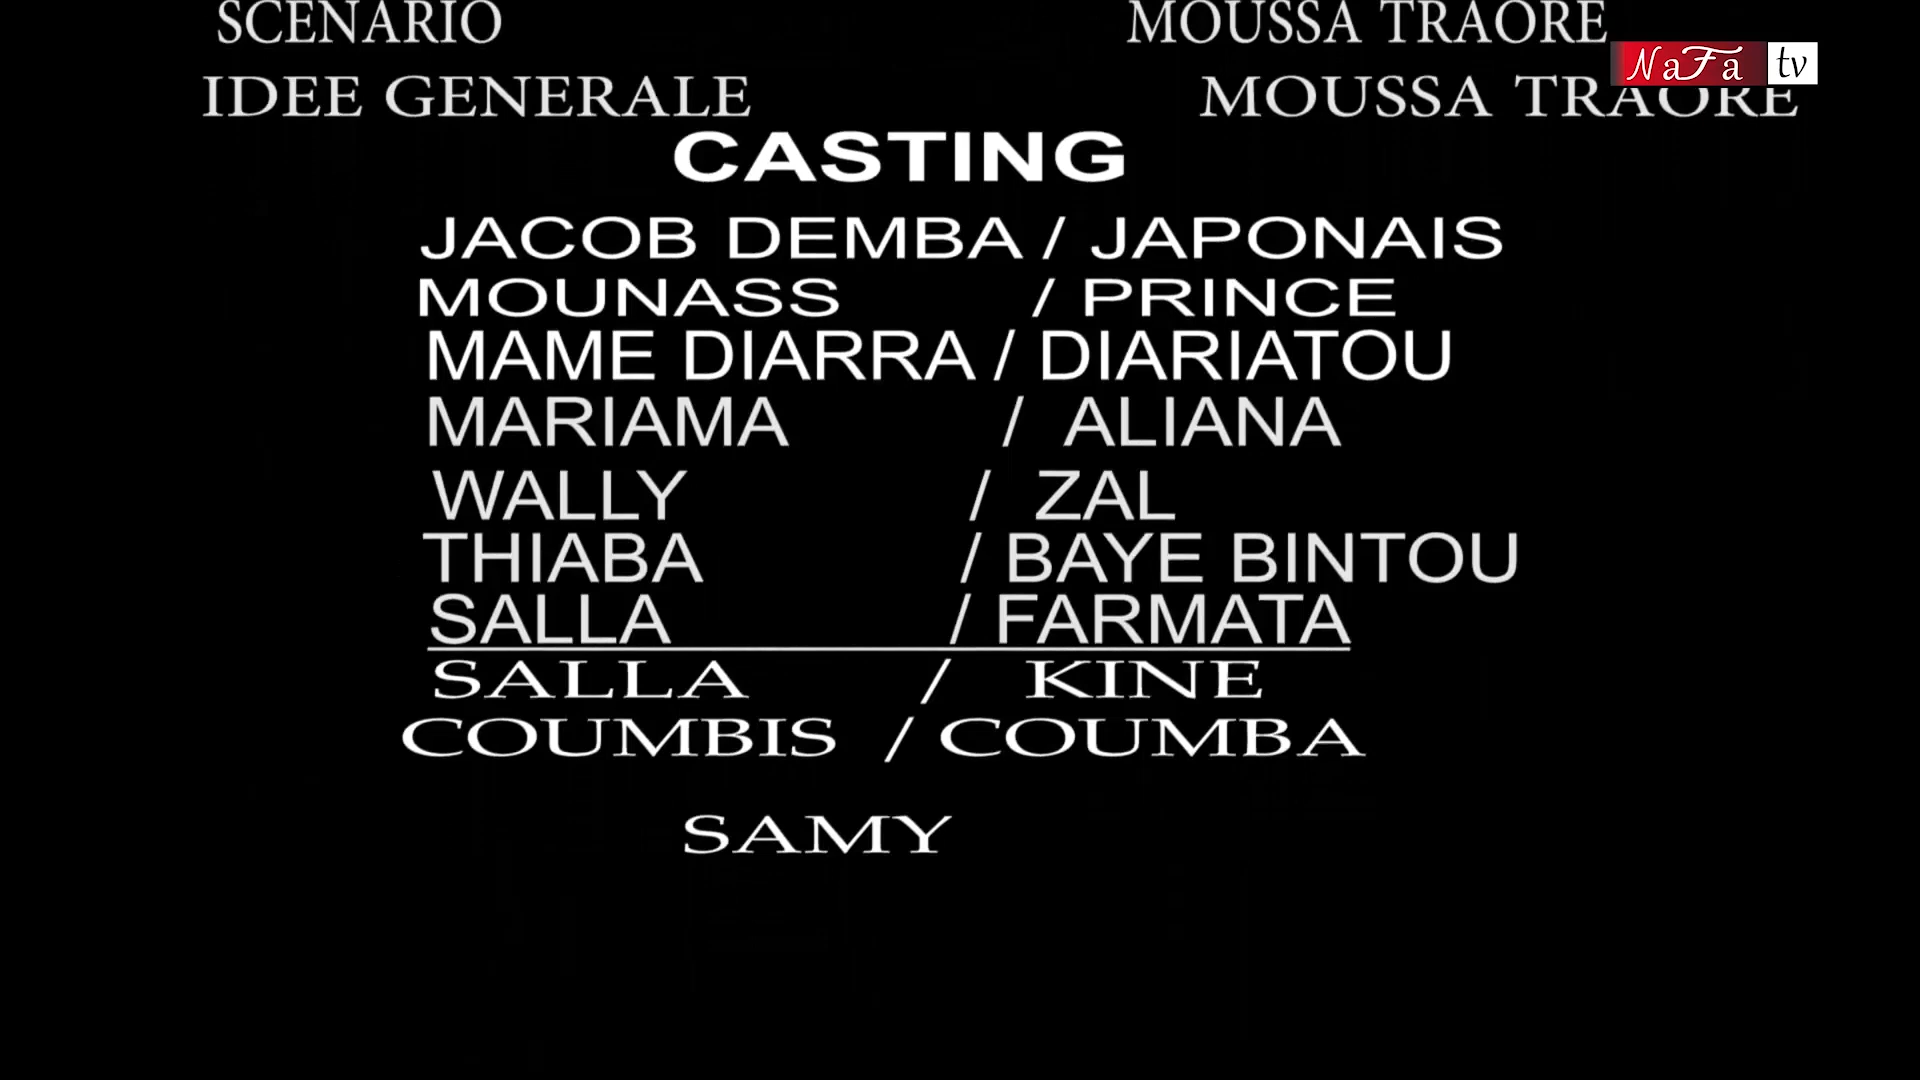 SCENARIO MOUSSA TRAORE
NaFa tv
IDEE GENERALE MOUSSA TRAORE
CASTING
JACOB DEMBA / JAPONAIS
MOUNASS / PRINCE
MAME DIARRA / DIARIATOU
MARIAMA / ALIANA
WALLY / ZAL
THIABA / BAYE BINTOU
SALLA / FARMATA
SALLA / KINE
COUMBIS / COUMBA
SAMY